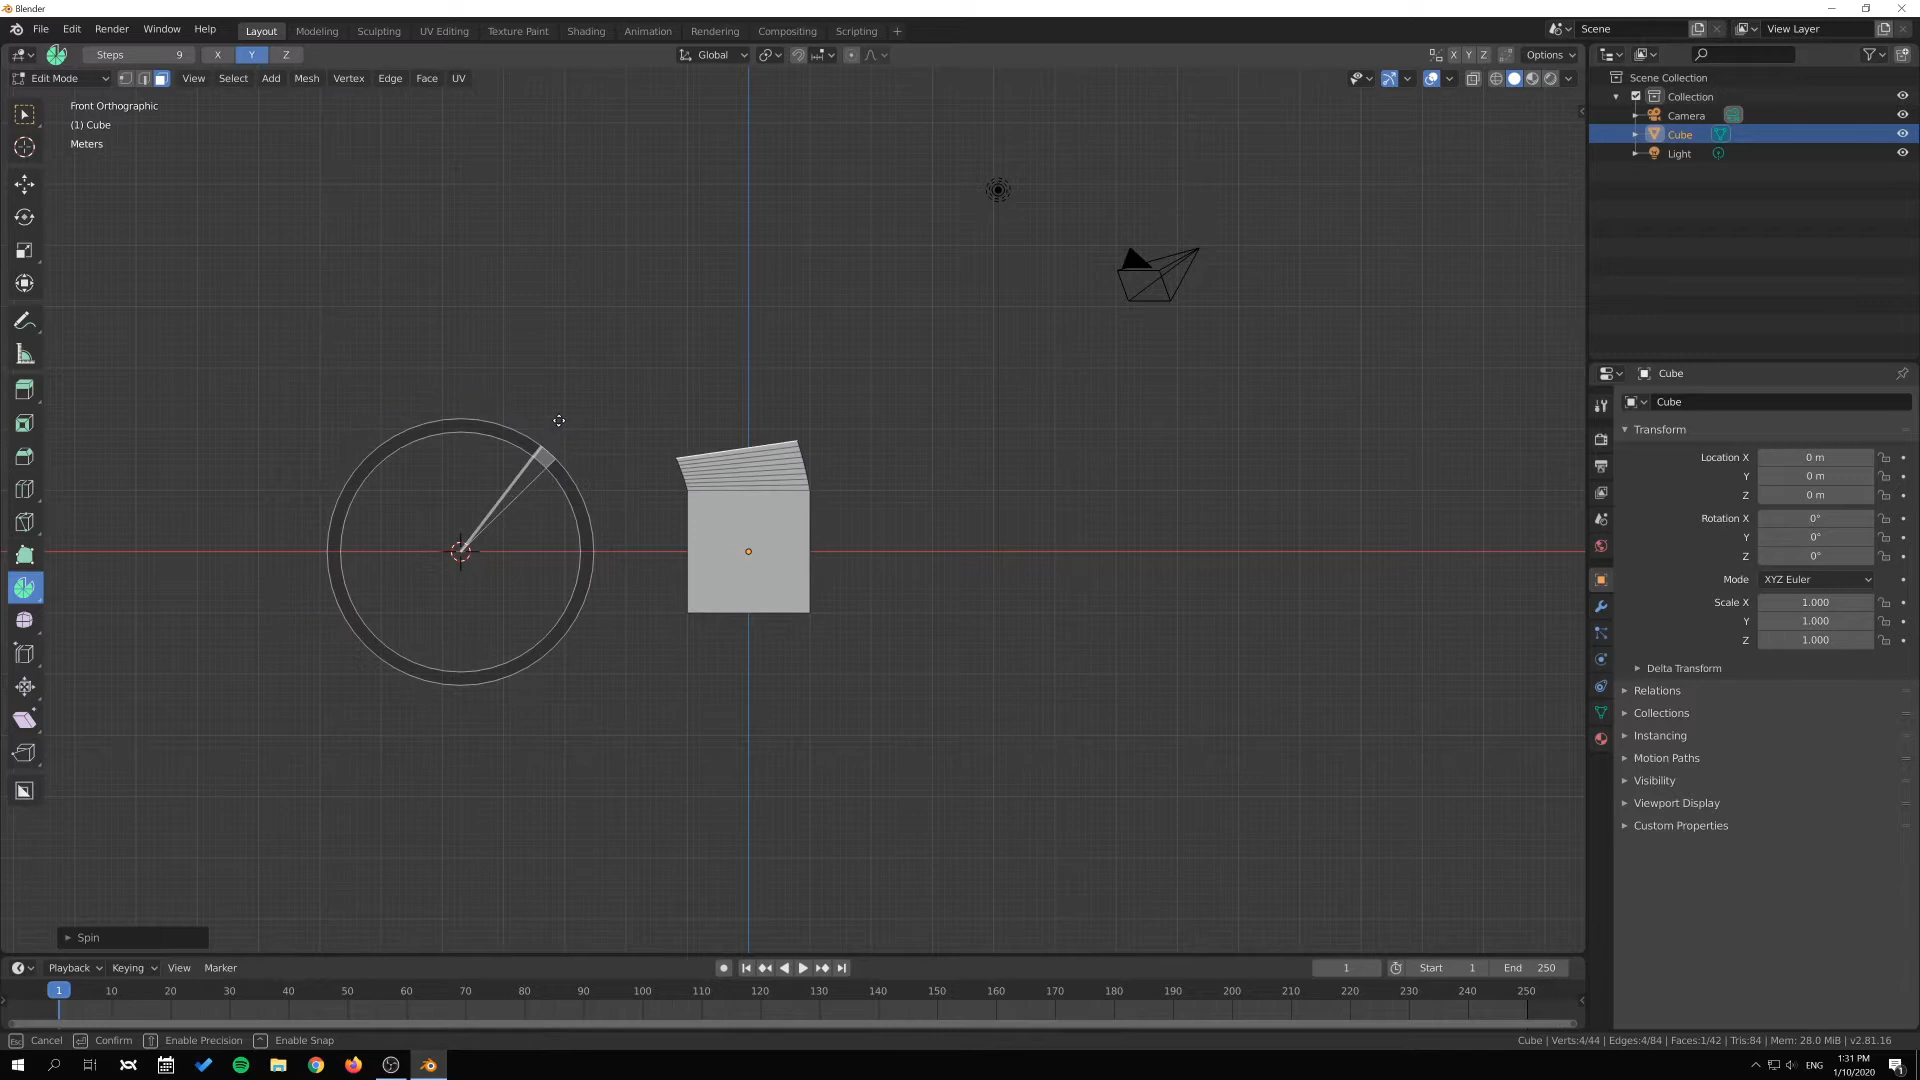 Blender
File Edit Render Window Help
Layout Modeling Sculpting UV Editing Texture Paint Shading Animation Rendering Compositing Scripting +
Scene
View Layer
Steps 9 X Y Z
Global
X Y Z
Options
Edit Mode
View Select Add Mesh Vertex Edge Face UV
Front Orthographic
(1) Cube
Meters
Scene Collection
Collection
Camera
Cube
Light
Cube
Cube
Transform
Location X 0 m
Y 0 m
Z 0 m
Rotation X 0°
Y 0°
Z 0°
Mode XYZ Euler
Scale X 1.000
Y 1.000
Z 1.000
Delta Transform
Relations
Collections
Instancing
Motion Paths
Visibility
Viewport Display
Custom Properties
Spin
Playback Keying View Marker
1
Start 1
End 250
1 10 20 30 40 50 60 70 80 90 100 110 120 130 140 150 160 170 180 190 200 210 220 230 240 250
Esc Cancel Confirm Enable Precision Enable Snap
Cube | Verts:4/44 | Edges:4/84 | Faces:1/42 | Tris:84 | Mem: 28.0 MiB | v2.81.16
ENG
1:31 PM
1/10/2020